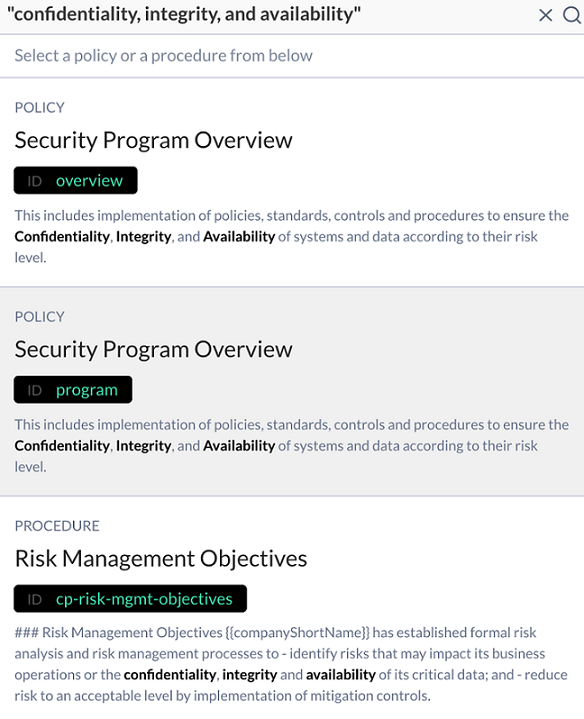 "confidentiality, integrity, and availability"
Select a policy or a procedure from below
POLICY
Security Program Overview
ID overview
This includes implementation of policies, standards, controls and procedures to ensure the
Confidentiality, Integrity, and Availability of systems and data according to their risk
level.
POLICY
Security Program Overview
ID program
This includes implementation of policies, standards, controls and procedures to ensure the
Confidentiality, Integrity, and Availability of systems and data according to their risk
level.
PROCEDURE
Risk Management Objectives
ID cp-risk-mgmt-objectives
### Risk Management Objectives {{companyShortName}} has established formal risk
analysis and risk management processes to - identify risks that may impact its business
operations or the confidentiality, integrity and availability of its critical data; and - reduce
risk to an acceptable level by implementation of mitigation controls.